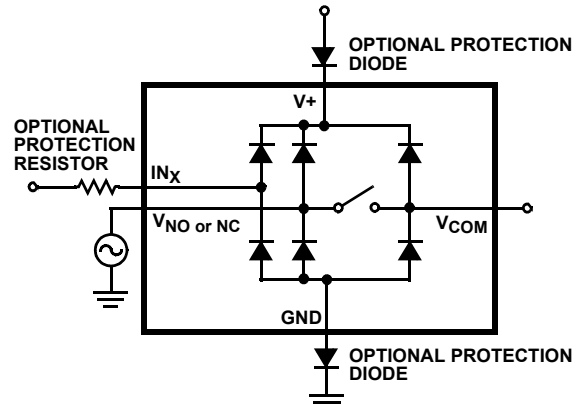 OPTIONAL PROTECTION
DIODE
V+
OPTIONAL
PROTECTION
RESISTOR
INX
VNO or NC
VCOM
GND
OPTIONAL PROTECTION
DIODE